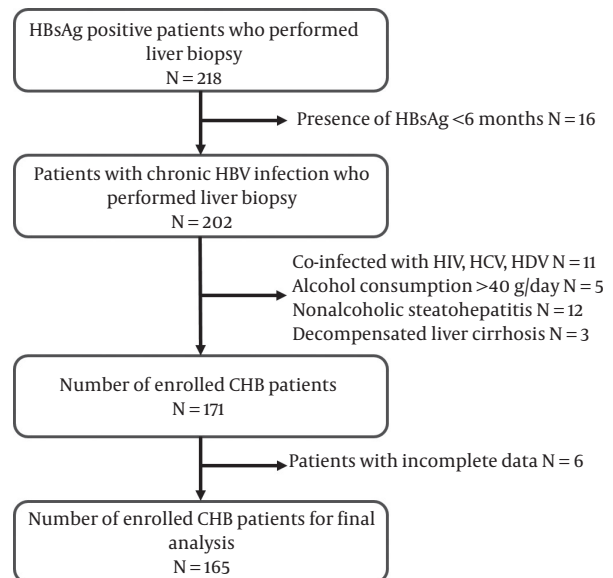 HBsAg positive patients who performed
liver biopsy
N = 218
Presence of HBsAg <6 months N = 16
Patients with chronic HBV infection who
performed liver biopsy
N = 202
Co-infected with HIV, HCV, HDV N = 11
Alcohol consumption >40 g/day N = 5
Nonalcoholic steatohepatitis N = 12
Decompensated liver cirrhosis N = 3
Number of enrolled CHB patients
N = 171
Patients with incomplete data N = 6
Number of enrolled CHB patients for final
analysis
N = 165